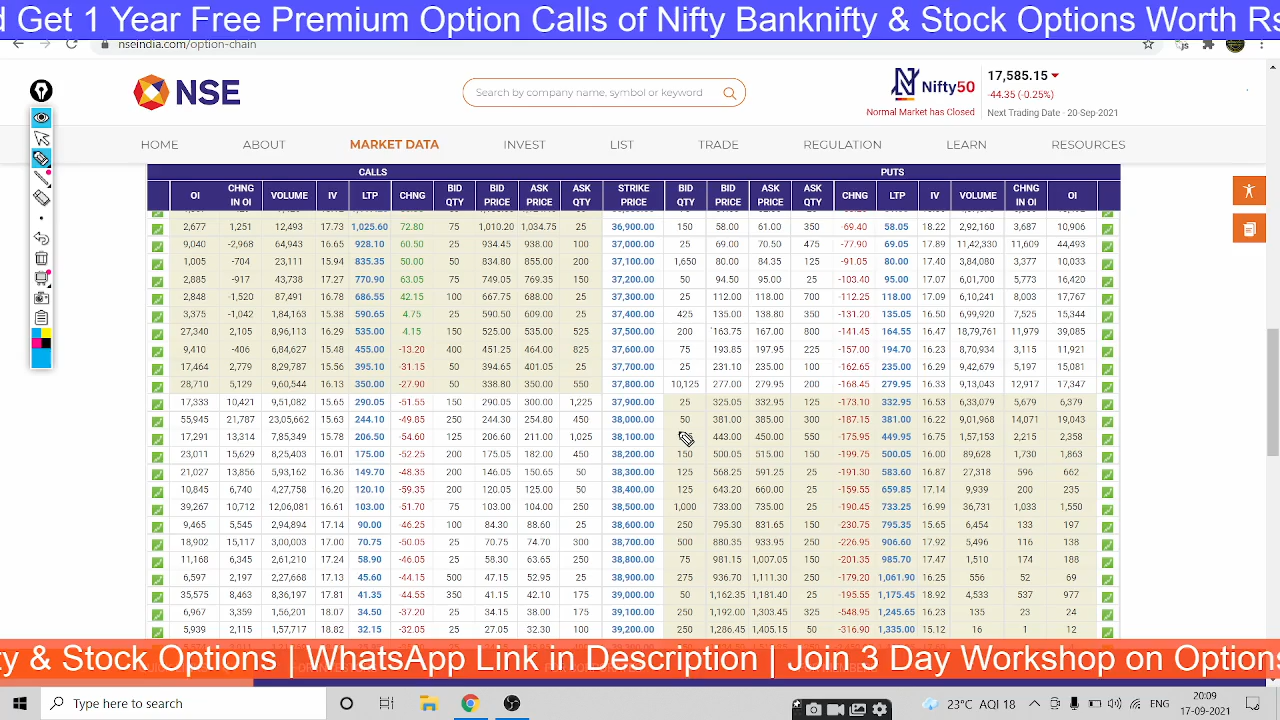 d Get 1 Year Free Premium Option Calls of Nifty Banknifty & Stock Options Worth Rs
nseindia.com/option-chain
NSE
Search by company name, symbol or keyword
Nifty50
17,585.15
-44.35 (-0.25%)
Normal Market has Closed
Next Trading Date - 20-Sep-2021
HOME ABOUT MARKET DATA INVEST LIST TRADE REGULATION LEARN RESOURCES
CALLS PUTS
OI CHNG IN OI VOLUME IV LTP CHNG BID QTY BID PRICE ASK PRICE ASK QTY STRIKE PRICE BID QTY BID PRICE ASK PRICE ASK QTY CHNG LTP IV VOLUME CHNG IN OI OI
2,677 1,251 12,493 17.73 1,025.60 72.80 75 1,010.20 1,034.75 25 36,900.00 150 58.00 61.00 350 -69.40 58.05 18.22 2,92,160 3,687 10,906
9,040 -2,968 64,943 16.65 928.10 60.50 25 934.45 938.00 100 37,000.00 25 69.00 70.50 475 -77.90 69.05 17.89 11,42,330 11,609 44,493
1,005 -704 23,111 15.94 835.35 50.00 50 834.80 855.00 200 37,100.00 1,650 80.00 84.35 125 -91.05 80.00 17.40 3,84,080 3,377 10,033
2,885 -917 43,738 17.27 770.90 63.05 75 749.05 769.35 150 37,200.00 50 94.50 95.00 25 -103.40 95.00 17.17 6,01,700 5,773 16,420
2,848 -1,520 87,491 16.78 686.55 42.15 100 667.75 688.00 25 37,300.00 25 112.00 118.00 700 -112.25 118.00 17.09 6,10,241 8,003 17,767
3,375 -1,042 1,84,163 15.38 590.65 4.75 25 590.50 609.00 25 37,400.00 425 135.00 138.80 350 -131.20 135.05 16.50 6,99,920 7,525 15,344
27,340 2,105 8,96,113 16.29 535.00 4.15 150 525.00 535.00 525 37,500.00 200 163.75 167.00 800 -141.45 164.55 16.47 18,79,761 11,979 39,085
9,410 -406 6,84,627 15.48 455.00 -13.20 400 451.25 464.00 825 37,600.00 75 193.85 197.95 225 -157.00 194.70 16.23 8,70,934 3,115 11,921
17,464 2,779 8,29,787 15.56 395.10 -31.15 50 394.65 401.05 25 37,700.00 25 231.10 235.00 100 -162.65 235.00 16.27 9,42,679 5,197 15,081
28,710 5,129 9,60,544 16.13 350.00 -27.90 50 338.80 350.00 550 37,800.00 10,125 277.00 279.95 200 -168.45 279.95 16.23 9,13,043 12,917 17,347
17,333 10,421 9,51,082 15.65 290.05 -51.55 150 290.05 300.00 1,225 37,900.00 25 325.05 332.95 125 -173.10 332.95 16.53 6,33,079 5,679 6,379
55,945 21,787 23,05,662 15.63 244.10 -49.85 250 244.30 254.80 450 38,000.00 50 381.00 385.00 300 -187.15 381.00 16.42 9,01,968 14,071 19,043
17,291 13,314 7,85,349 15.78 206.50 -54.60 125 206.60 211.00 1,025 38,100.00 443.00 450.00 550 -175.95 449.95 16.75 1,57,153 2,215 2,358
23,011 15,629 8,25,403 16.01 175.00 -52.25 200 175.05 182.00 450 38,200.00 150 500.05 515.00 150 -199.75 500.05 16.75 89,628 1,730 1,863
21,027 13,856 5,93,162 16.36 149.70 -48.35 200 146.05 150.65 50 38,300.00 125 568.25 591.25 25 -191.30 583.60 16.87 27,318 596 662
10,845 6,740 4,27,758 16.18 120.10 -59.35 200 120.05 125.00 50 38,400.00 125 643.20 660.00 25 -159.55 659.85 17.14 9,939 200 235
39,267 10,712 12,06,081 16.61 103.00 -51.70 75 103.00 104.00 250 38,500.00 1,000 733.00 735.00 25 -190.45 733.25 16.99 36,731 1,033 1,550
9,465 5,545 2,94,894 17.14 90.00 -46.25 100 84.30 88.60 25 38,600.00 250 795.30 831.65 150 -230.75 795.35 15.65 6,454 133 197
18,902 15,117 3,00,003 17.00 70.75 -50.05 25 70.75 74.70 300 38,700.00 500 880.35 933.95 250 -226.95 906.60 17.92 5,496 116 138
11,168 6,345 2,61,210 17.24 58.90 -46.05 25 58.30 63.65 250 38,800.00 75 981.15 1,007.05 150 -201.35 985.70 17.47 1,510 174 188
6,597 2,197 2,27,668 17.13 45.60 -44.15 500 47.15 52.95 25 38,900.00 275 936.70 1,111.30 250 -179.20 1,061.90 16.25 556 52 69
35,575 8,463 8,36,197 17.81 41.35 -44.55 350 41.15 42.10 175 39,000.00 50 1,162.35 1,181.40 25 -195.55 1,175.45 18.92 4,533 537 977
6,967 3,359 1,56,201 18.07 34.50 -37.20 25 34.15 38.00 175 39,100.00 250 1,192.00 1,303.45 325 -548.95 1,245.65 16.13 135 23 24
5,939 2,115 1,57,717 18.82 32.15 -32.05 25 27.05 32.30 100 39,200.00 250 1,286.45 1,405.15 50 -316.90 1,335.00 15.12 16 1 12
ty & Stock Options | WhatsApp Link in Description | Join 3 Day Workshop on Options
Type here to search
23°C AQI 18
ENG
20:09
17-09-2021